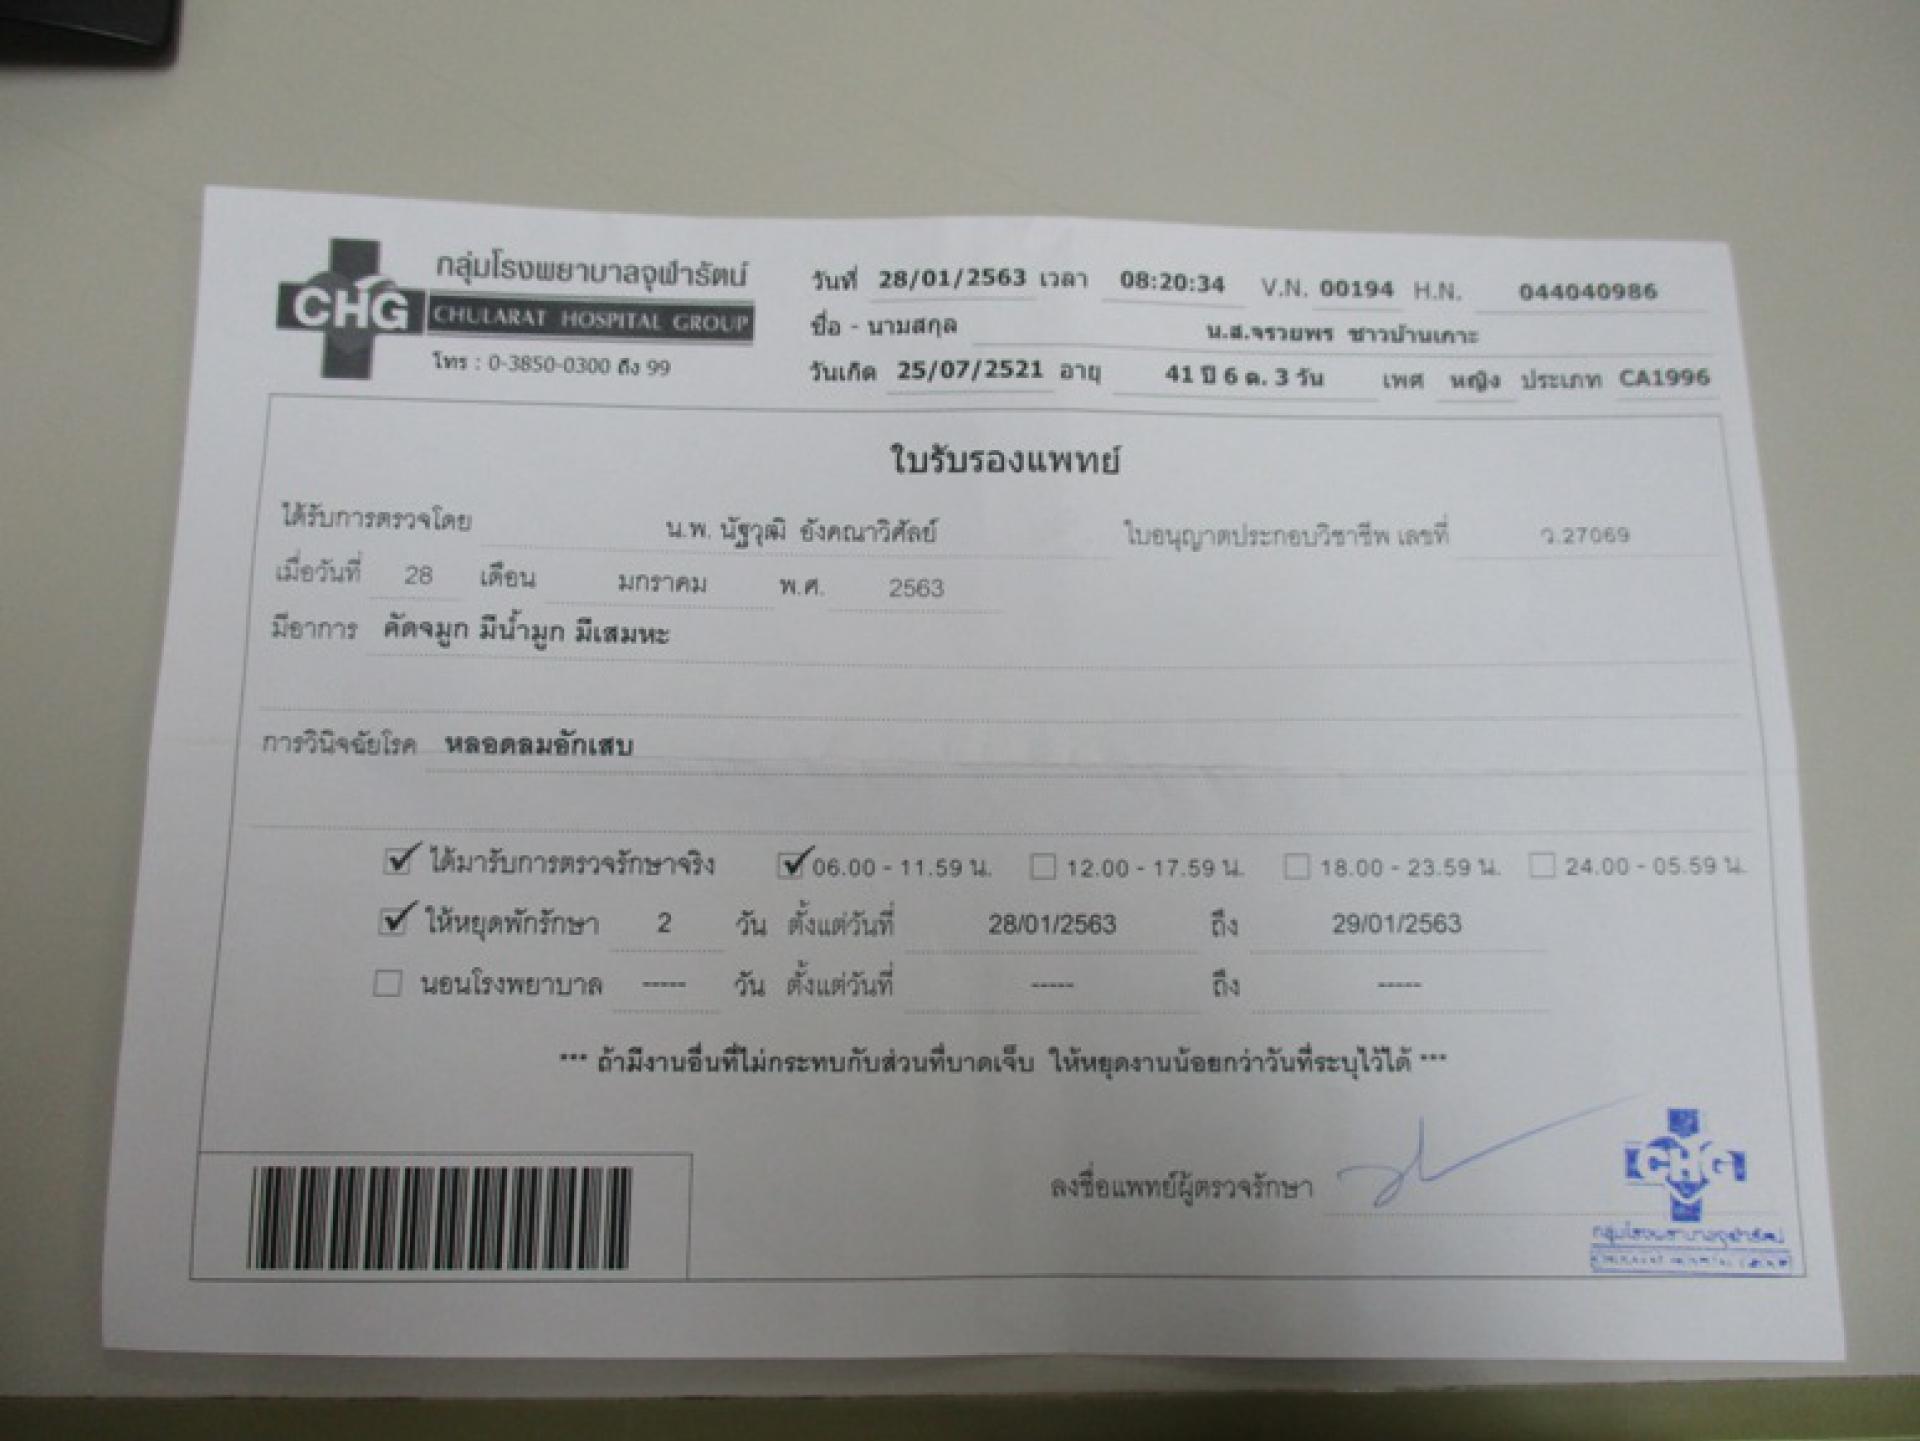 กลุ่มโรงพยาบาลจุฬารัตน์
CHG CHULARAT HOSPITAL GROUP
โทร : 0-3850-0300 ถึง 99
วันที่ 28/01/2563 เวลา 08:20:34 V.N. 00194 H.N. 044040986
ชื่อ - นามสกุล น.ส.จรวยพร ชาวบ้านเกาะ
วันเกิด 25/07/2521 อายุ 41 ปี 6 ด. 3 วัน เพศ หญิง ประเภท CA1996
ใบรับรองแพทย์
ได้รับการตรวจโดย น.พ. นัฐวุฒิ อังคณาวิศัลย์ ใบอนุญาตประกอบวิชาชีพ เลขที่ ว.27069
เมื่อวันที่ 28 เดือน มกราคม พ.ศ. 2563
มีอาการ คัดจมูก มีน้ำมูก มีเสมหะ
การวินิจฉัยโรค หลอดลมอักเสบ
ได้มารับการตรวจรักษาจริง 06.00 - 11.59 น. 12.00 - 17.59 น. 18.00 - 23.59 น. 24.00 - 05.59 น.
ให้หยุดพักรักษา 2 วัน ตั้งแต่วันที่ 28/01/2563 ถึง 29/01/2563
นอนโรงพยาบาล ----- วัน ตั้งแต่วันที่ ----- ถึง -----
*** ถ้ามีงานอื่นที่ไม่กระทบกับส่วนที่บาดเจ็บ ให้หยุดงานน้อยกว่าวันที่ระบุไว้ได้ ***
ลงชื่อแพทย์ผู้ตรวจรักษา
CHG
กลุ่มโรงพยาบาลจุฬารัตน์